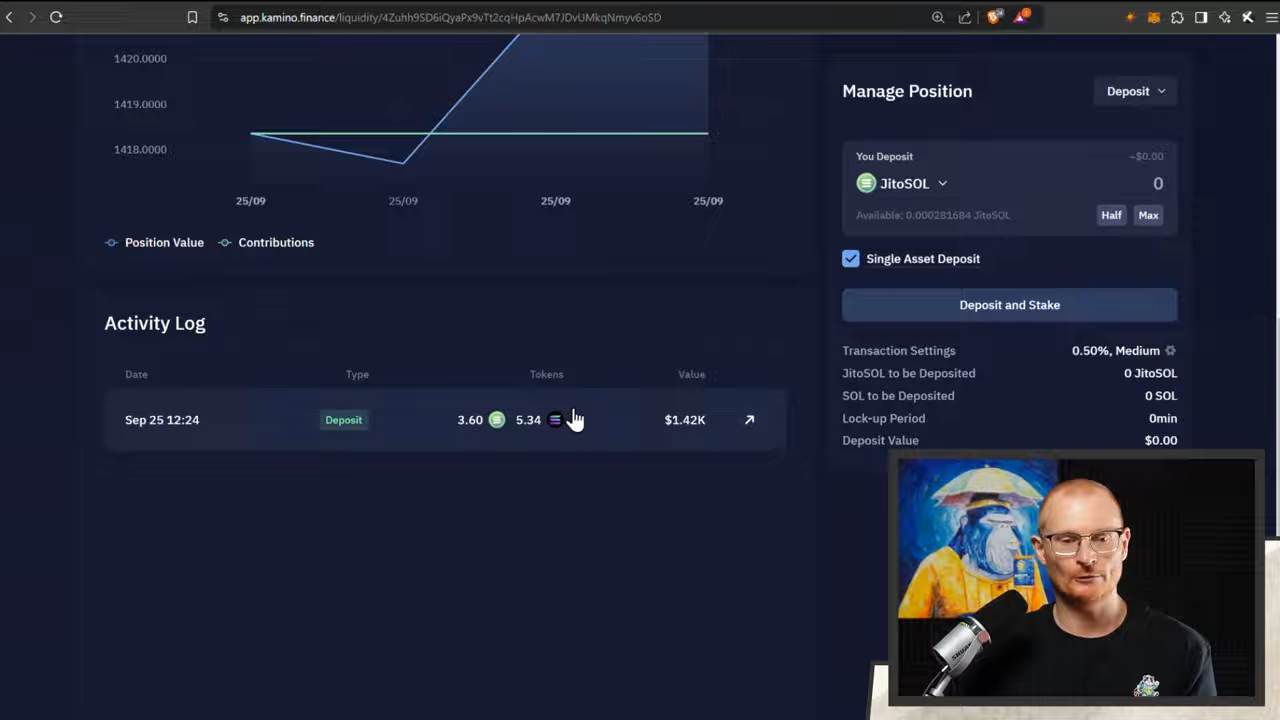 app.kamino.finance/liquidity/4Zuhh9SD6iQyaPx9vTt2cqHpAcwM7JDvUMkqNmyv6oSD
1420.0000
1419.0000
1418.0000
25/09 25/09 25/09 25/09
Position Value Contributions
Activity Log
Date Type Tokens Value
Sep 25 12:24 Deposit 3.60 5.34 $1.42K
Manage Position Deposit
You Deposit ~$0.00
JitoSOL 0
Available: 0.000281684 JitoSOL Half Max
Single Asset Deposit
Deposit and Stake
Transaction Settings 0.50%, Medium
JitoSOL to be Deposited 0 JitoSOL
SOL to be Deposited 0 SOL
Lock-up Period 0min
Deposit Value $0.00